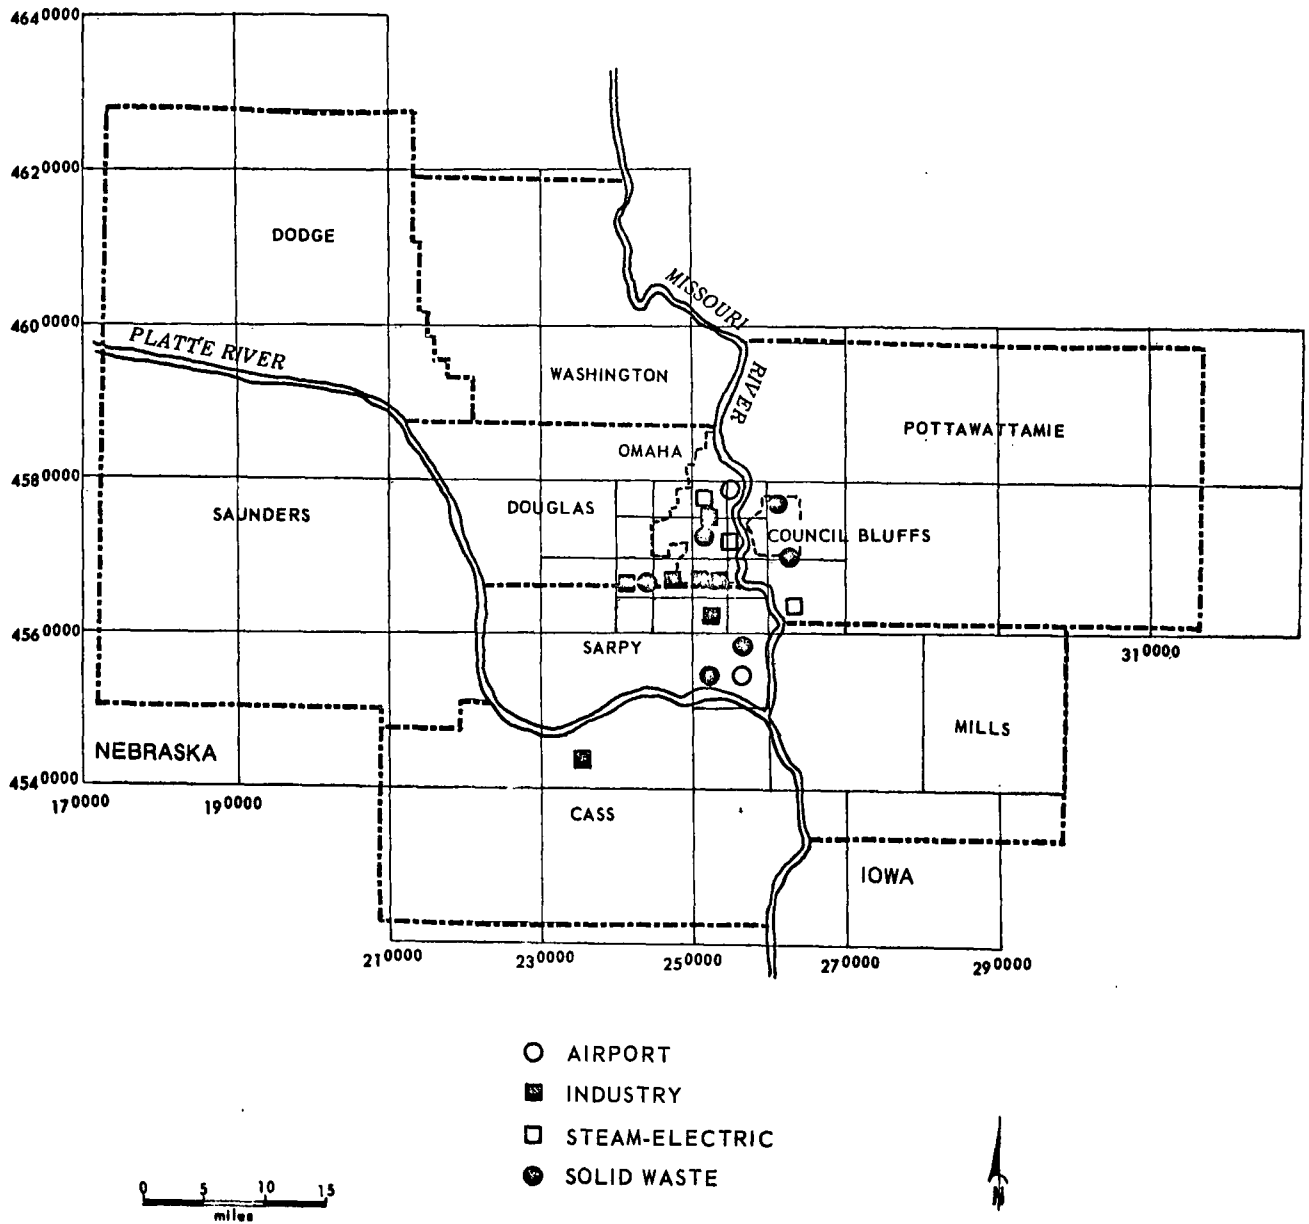 4640000
4620000
DODGE
MISSOURI
RIVER
4600000
PLATTE RIVER
WASHINGTON
POTTAWATTAMIE
OMAHA
4580000
SAUNDERS
DOUGLAS
COUNCIL BLUFFS
4560000
SARPY
310000
MILLS
NEBRASKA
4540000
170000
190000
CASS
IOWA
210000
230000
250000
270000
290000
AIRPORT
INDUSTRY
STEAM-ELECTRIC
SOLID WASTE
0 5 10 15
miles
N